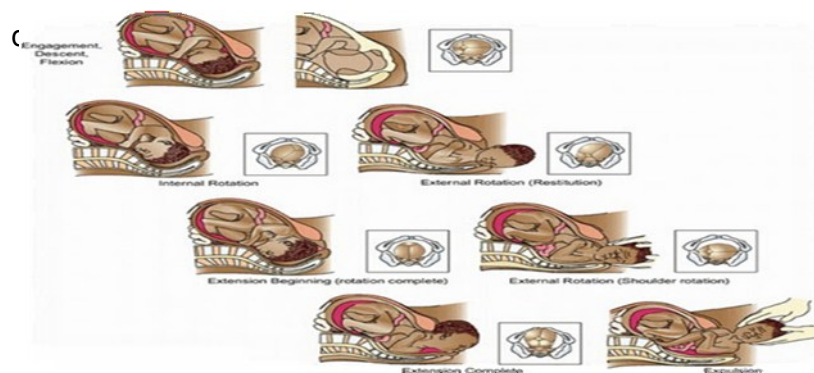 Engagement,
Descent,
Flexion
Internal Rotation
External Rotation (Restitution)
Extension Beginning (rotation complete)
External Rotation (Shoulder rotation)
Extension Complete
Expulsion